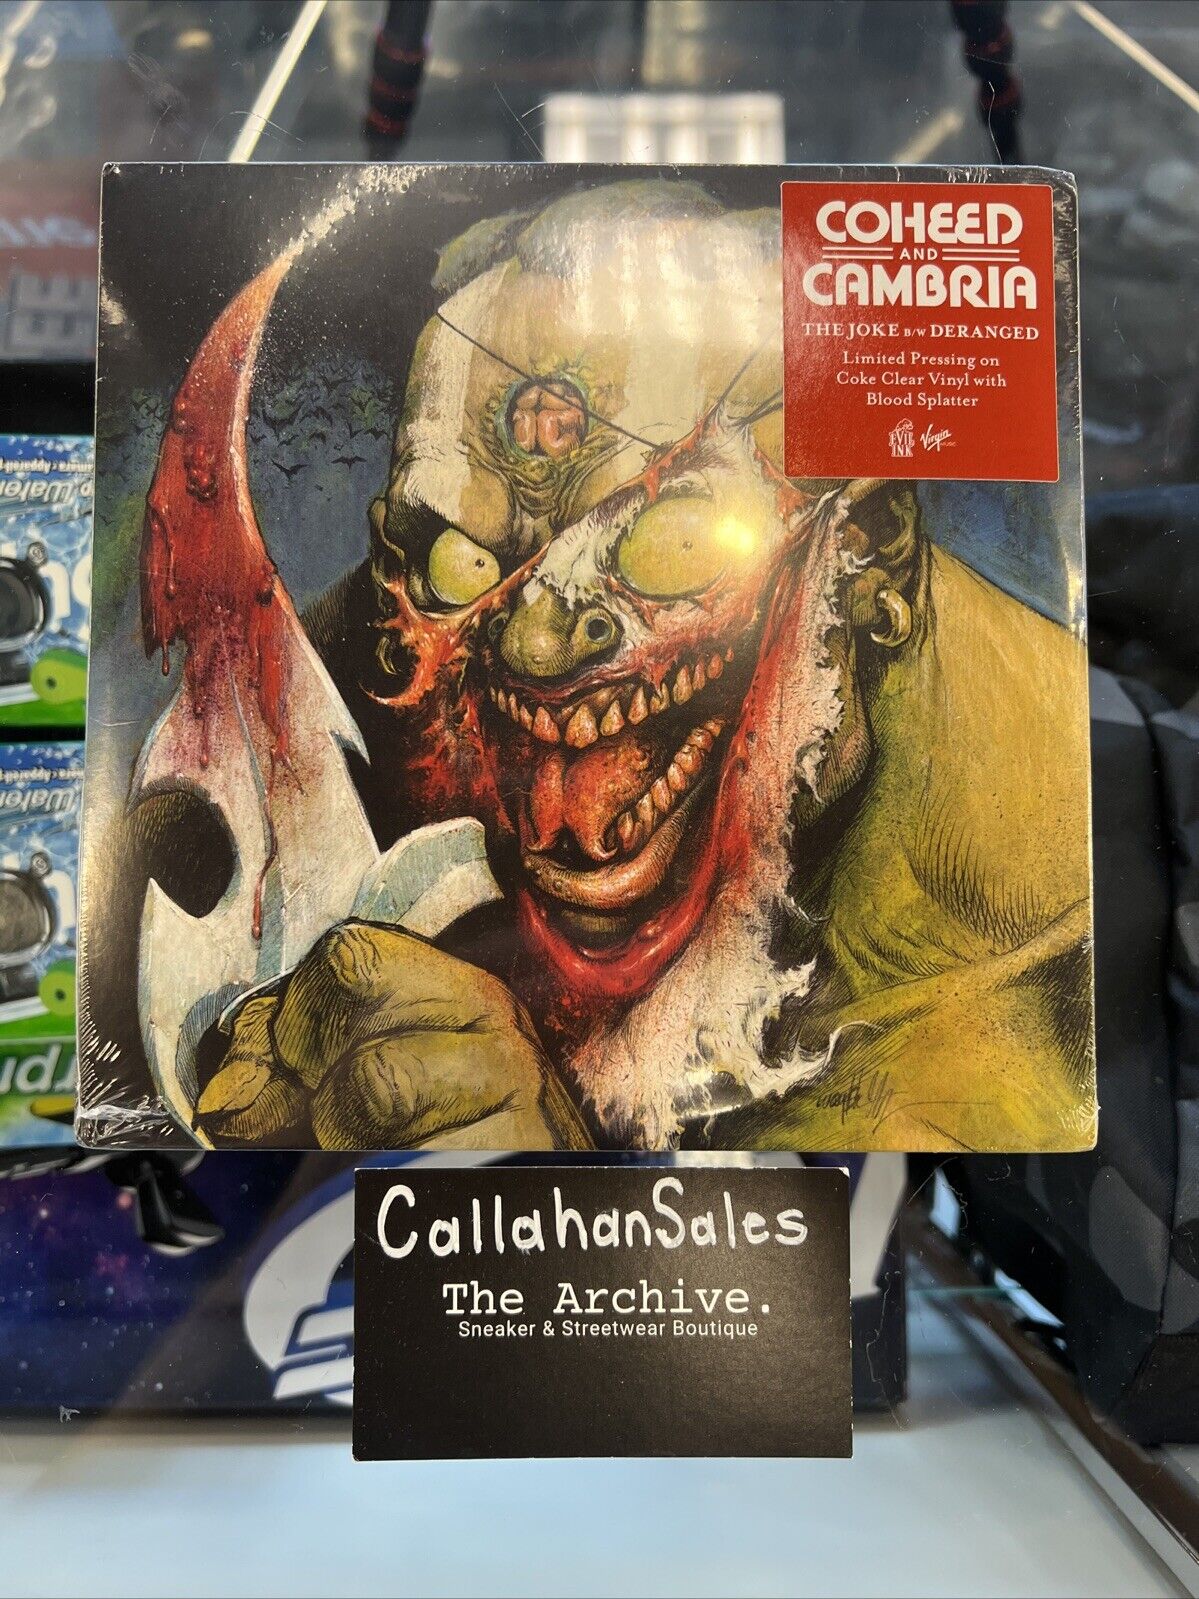 COHEED
AND
CAMBRIA
THE JOKE B/W DERANGED
Limited Pressing on
Coke Clear Vinyl with
Blood Splatter
EVIL
INK
Virgin
MUSIC
CallahanSales
The Archive.
Sneaker & Streetwear Boutique